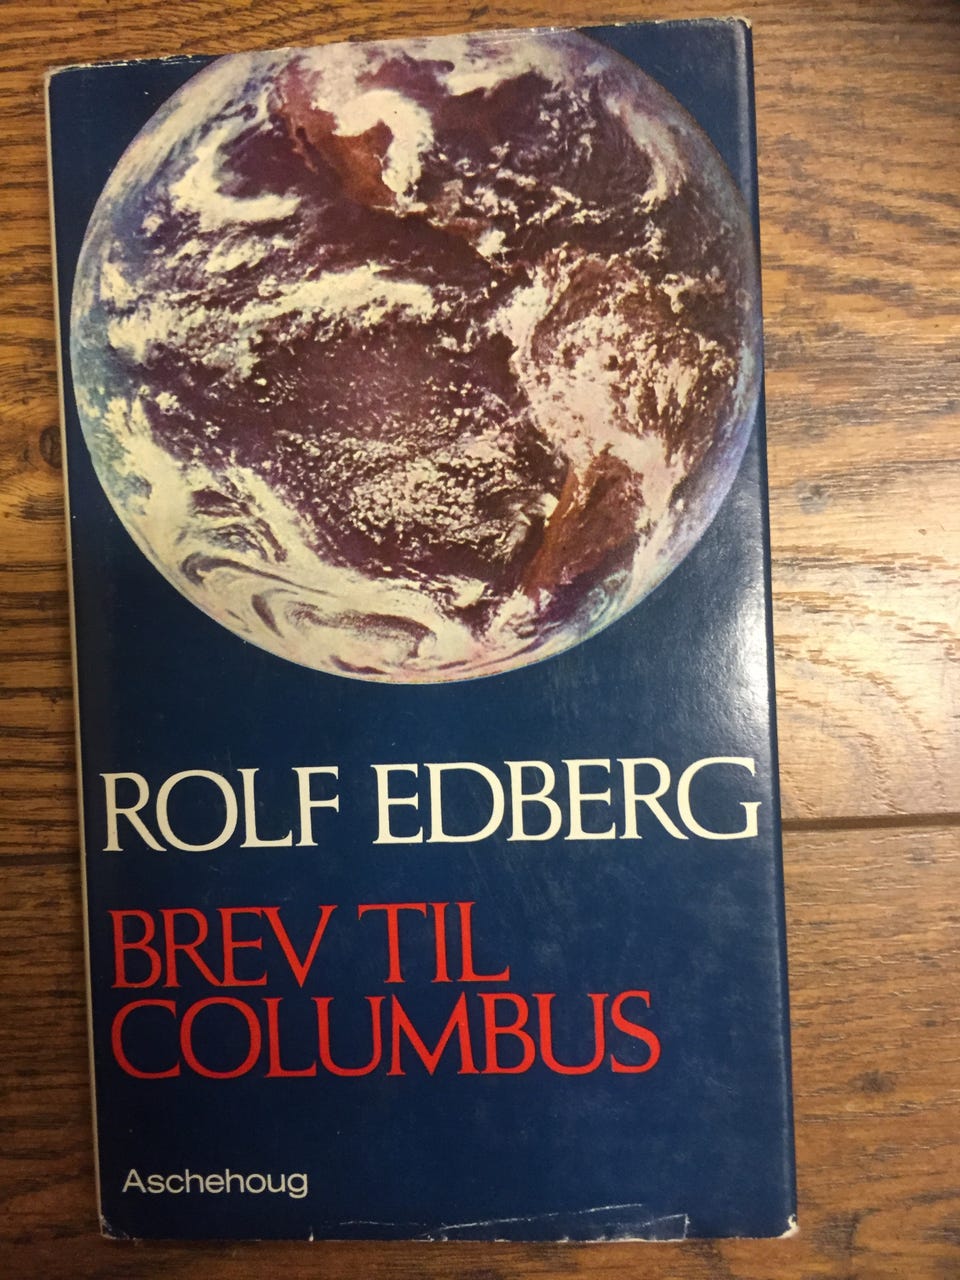 ROLF EDBERG
BREV TIL
COLUMBUS
Aschehoug